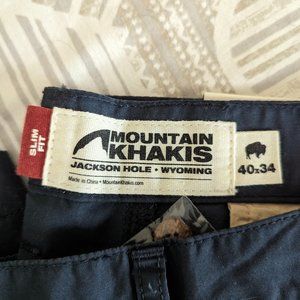 SLIM
FIT
MOUNTAIN
KHAKIS
JACKSON HOLE • WYOMING
Made in China • MountainKhakis.com
40x34